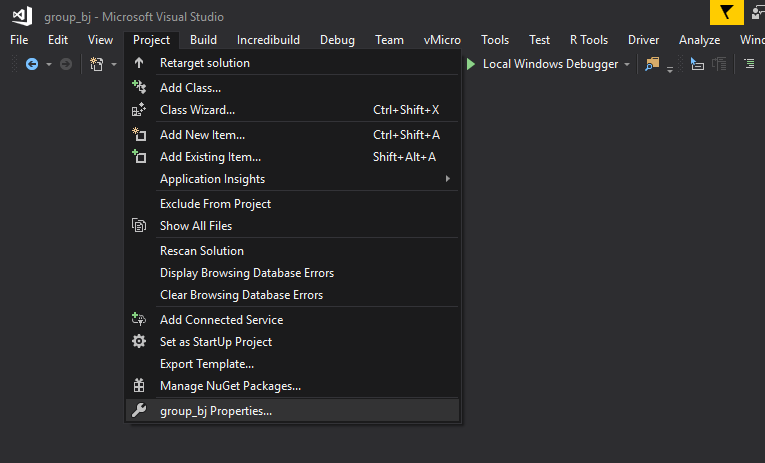 group_bj - Microsoft Visual Studio
File Edit View Project Build Incredibuild Debug Team vMicro Tools Test R Tools Driver Analyze Wind
Local Windows Debugger
Retarget solution
Add Class...
Class Wizard... Ctrl+Shift+X
Add New Item... Ctrl+Shift+A
Add Existing Item... Shift+Alt+A
Application Insights
Exclude From Project
Show All Files
Rescan Solution
Display Browsing Database Errors
Clear Browsing Database Errors
Add Connected Service
Set as StartUp Project
Export Template...
Manage NuGet Packages...
group_bj Properties...